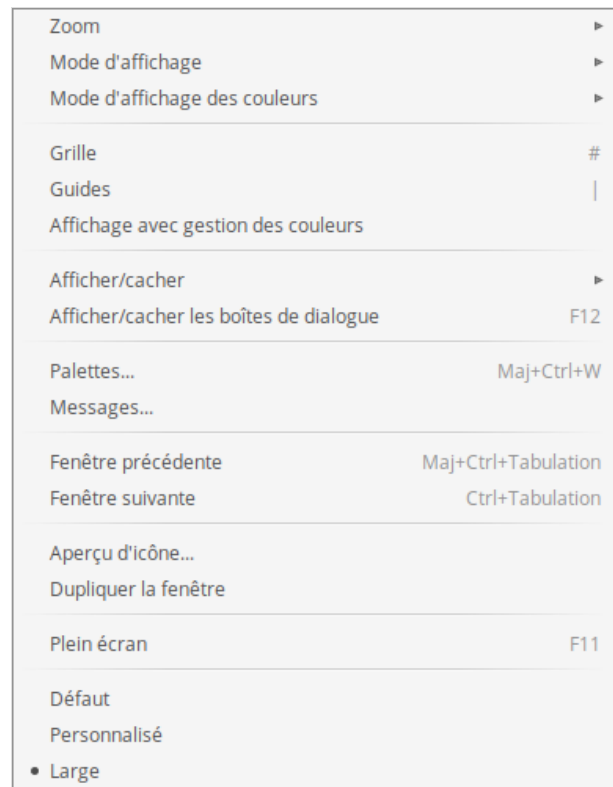 Zoom
Mode d'affichage
Mode d'affichage des couleurs
Grille #
Guides |
Affichage avec gestion des couleurs
Afficher/cacher
Afficher/cacher les boîtes de dialogue F12
Palettes... Maj+Ctrl+W
Messages...
Fenêtre précédente Maj+Ctrl+Tabulation
Fenêtre suivante Ctrl+Tabulation
Aperçu d'icône...
Dupliquer la fenêtre
Plein écran F11
Défaut
Personnalisé
• Large